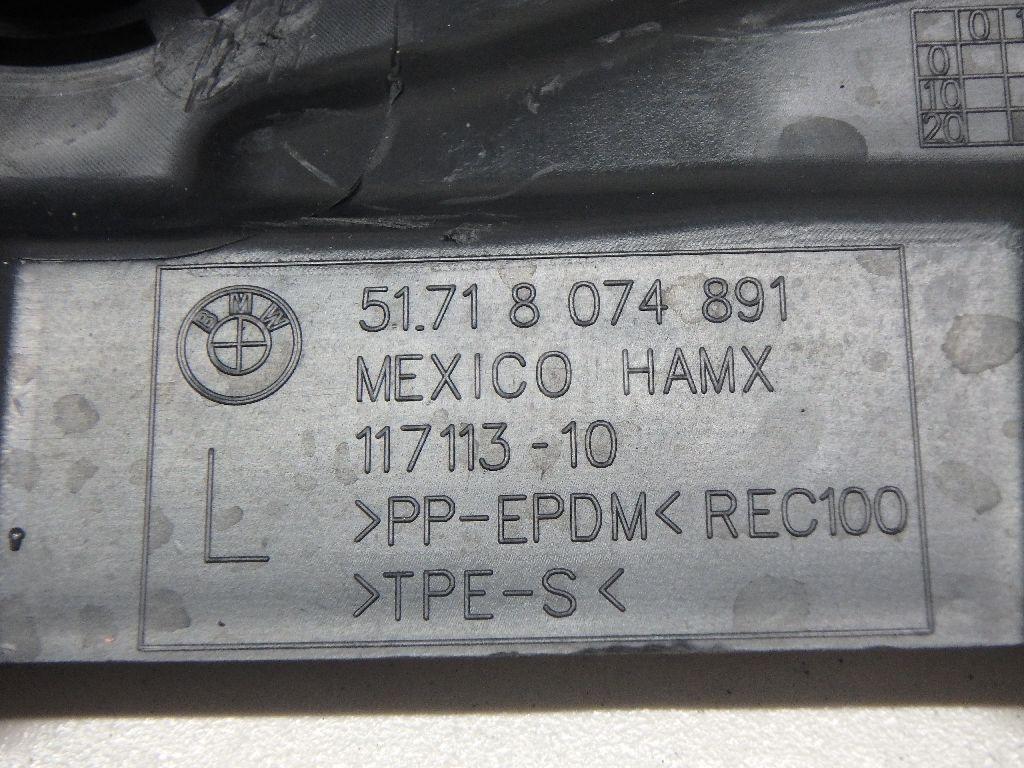 0 1
0
10
20
BMW
51.71 8 074 891
MEXICO HAMX
117113-10
L
>PP-EPDM< REC100
>TPE-S<